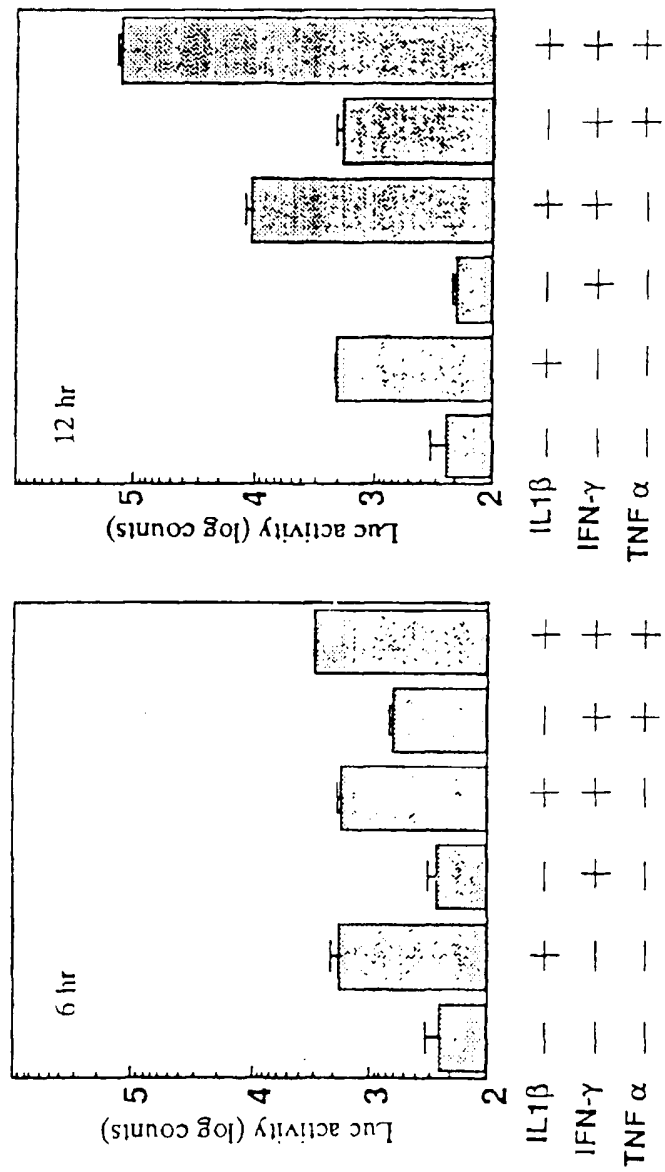 Luc activity (log counts)
5
4
3
2
6 hr
IL1β − + − + − +
IFN-γ − − + + + +
TNF α − − − − + +
Luc activity (log counts)
5
4
3
2
12 hr
IL1β − + − + − +
IFN-γ − − + + + +
TNF α − − − − + +